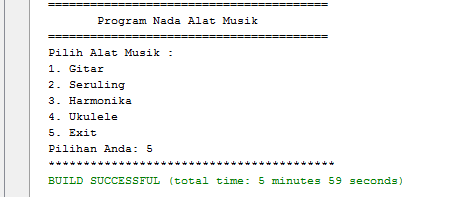 ========================================
Program Nada Alat Musik
========================================
Pilih Alat Musik :
1. Gitar
2. Seruling
3. Harmonika
4. Ukulele
5. Exit
Pilihan Anda: 5
*****************************************
BUILD SUCCESSFUL (total time: 5 minutes 59 seconds)